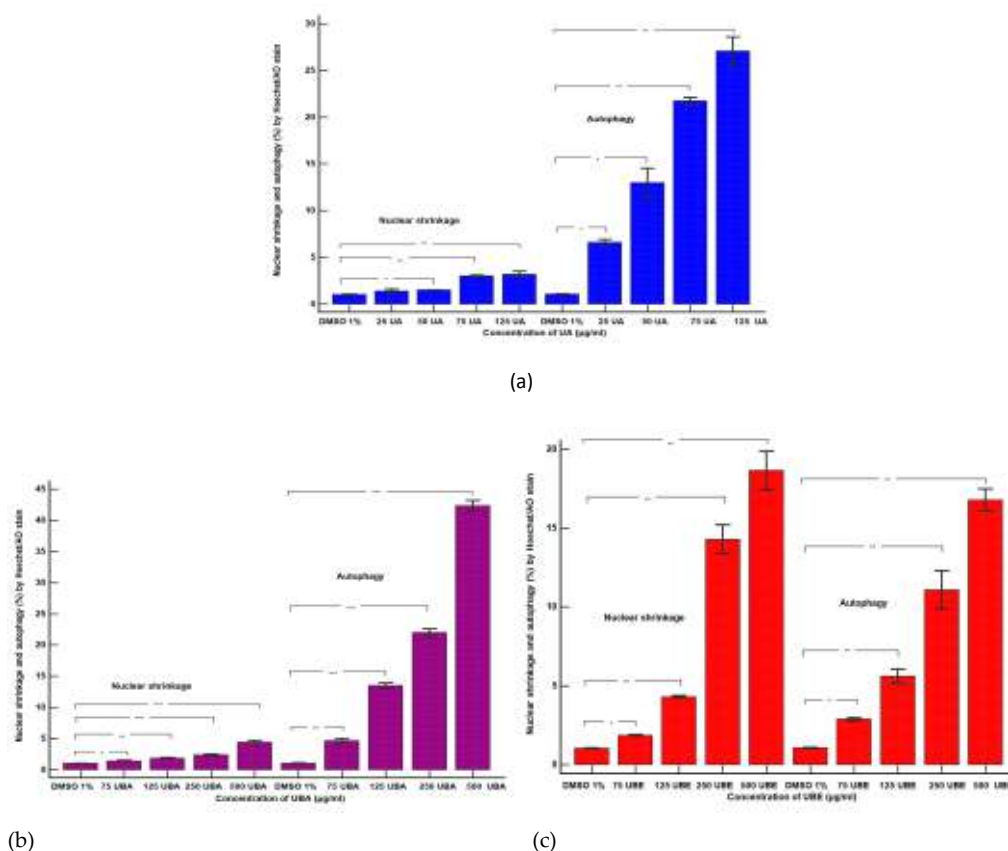 30
25
20
15
10
5
0
Nuclear shrinkage and autophagy (%) by Hoechst/AO stain
Autophagy
Nuclear shrinkage
DMSO 1% 25 UA 50 UA 75 UA 125 UA DMSO 1% 25 UA 50 UA 75 UA 125 UA
Concentration of UA (µg/ml)
(a)
45
40
35
30
25
20
15
10
5
0
Nuclear shrinkage and autophagy (%) by Hoechst/AO stain
Autophagy
Nuclear shrinkage
DMSO 1% 75 UBA 125 UBA 250 UBA 500 UBA DMSO 1% 75 UBA 125 UBA 250 UBA 500 UBA
Concentration of UBA (µg/ml)
(b)
20
15
10
5
0
Nuclear shrinkage and autophagy (%) by Hoechst/AO stain
Nuclear shrinkage
Autophagy
DMSO 1% 75 UBE 125 UBE 250 UBE 500 UBE DMSO 1% 75 UBE 125 UBE 250 UBE 500 UBE
Concentration of UBE (µg/ml)
(c)